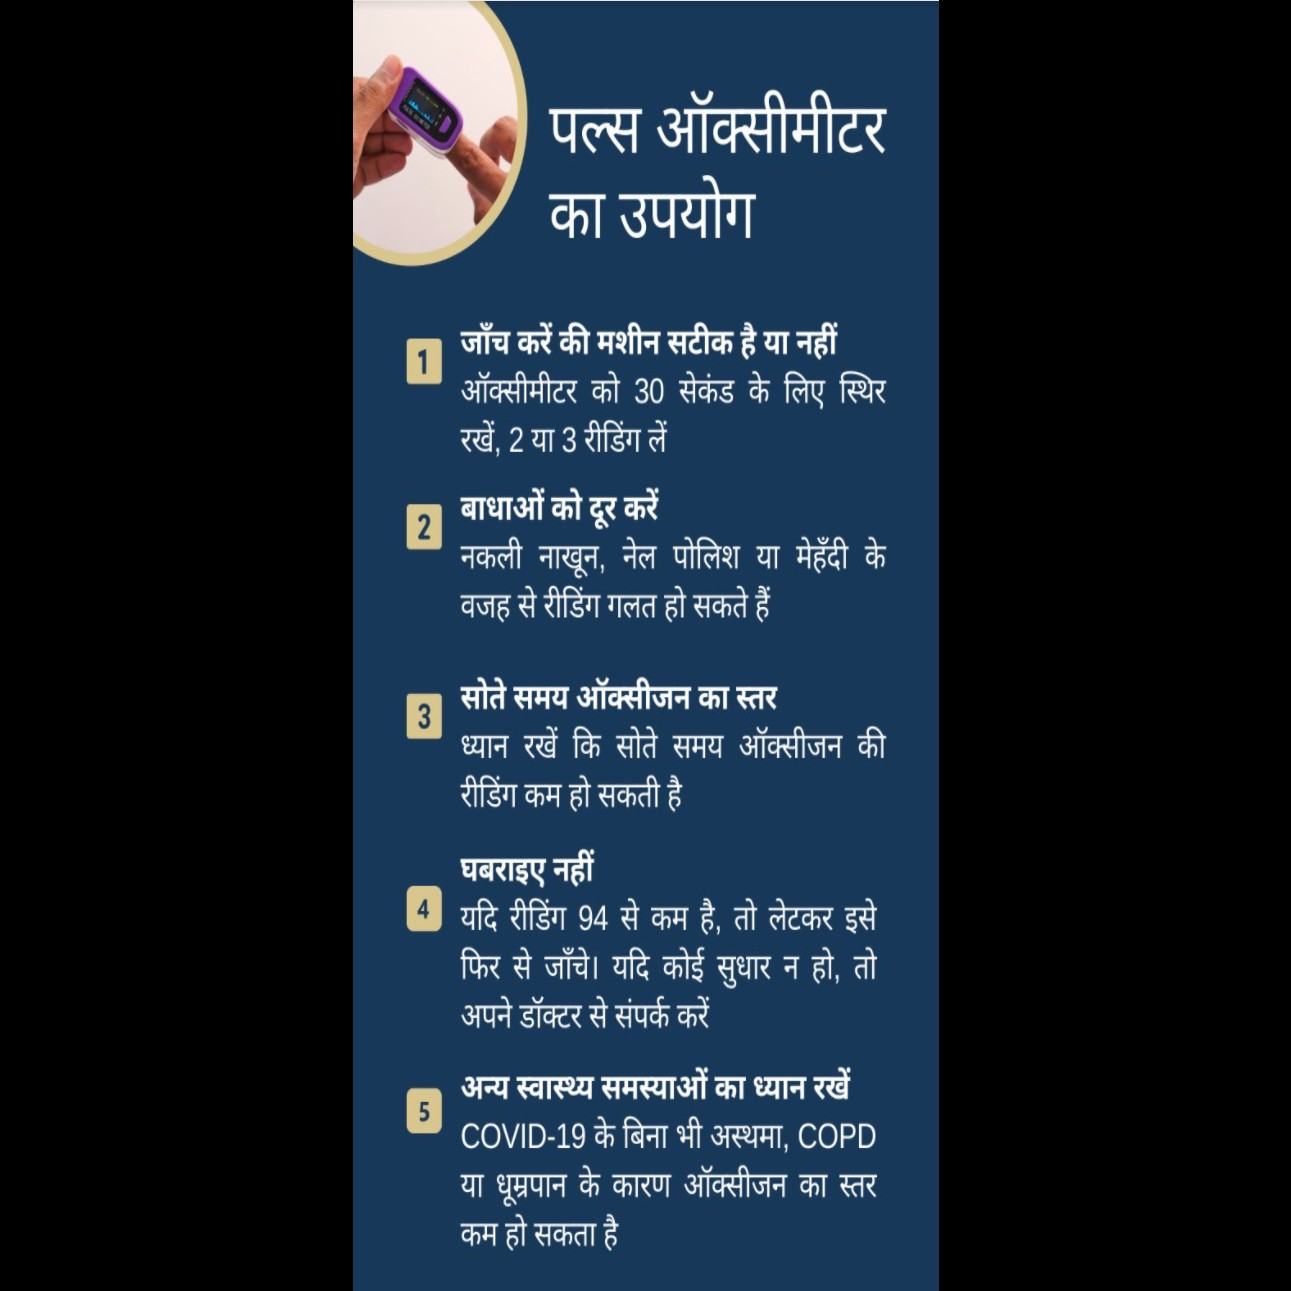 पल्स ऑक्सीमीटर
का उपयोग
1
जाँच करें की मशीन सटीक है या नहीं
ऑक्सीमीटर को 30 सेकंड के लिए स्थिर
रखें, 2 या 3 रीडिंग लें
2
बाधाओं को दूर करें
नकली नाखून, नेल पोलिश या मेहँदी के
वजह से रीडिंग गलत हो सकते हैं
3
सोते समय ऑक्सीजन का स्तर
ध्यान रखें कि सोते समय ऑक्सीजन की
रीडिंग कम हो सकती है
4
घबराइए नहीं
यदि रीडिंग 94 से कम है, तो लेटकर इसे
फिर से जाँचे। यदि कोई सुधार न हो, तो
अपने डॉक्टर से संपर्क करें
5
अन्य स्वास्थ्य समस्याओं का ध्यान रखें
COVID-19 के बिना भी अस्थमा, COPD
या धूम्रपान के कारण ऑक्सीजन का स्तर
कम हो सकता है